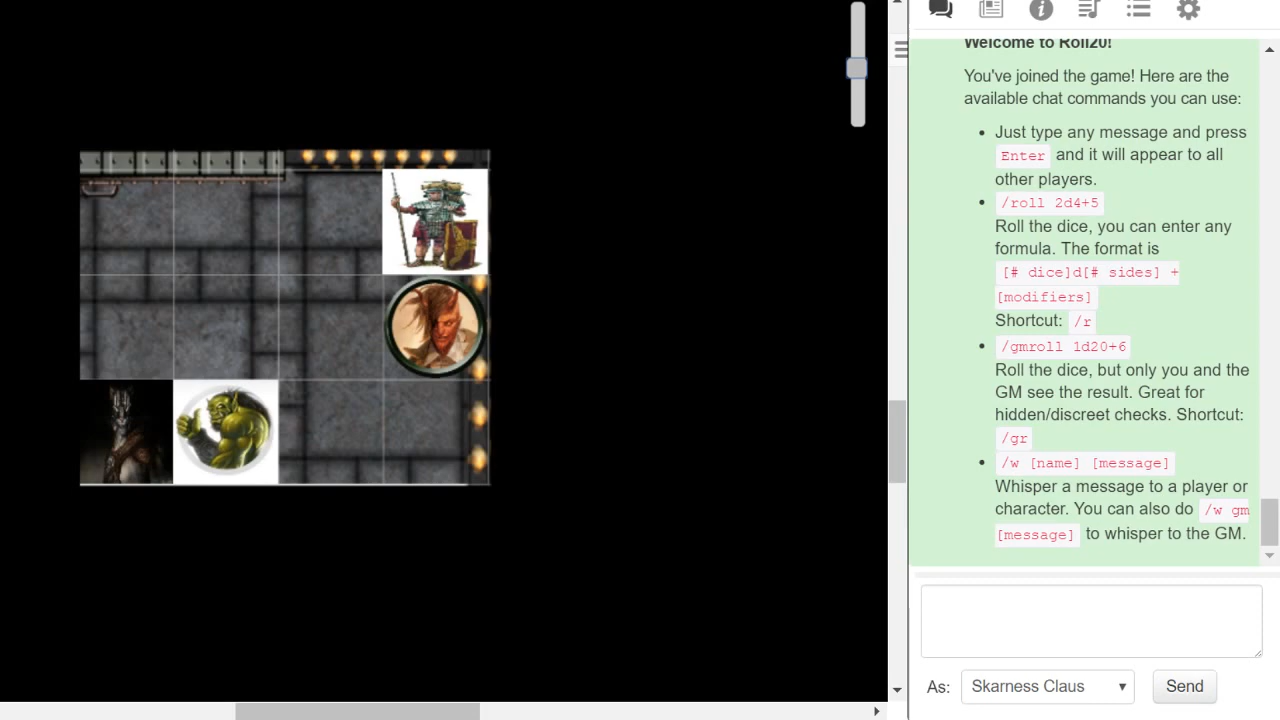 Welcome to Roll20!
You've joined the game! Here are the
available chat commands you can use:
Just type any message and press
Enter and it will appear to all
other players.
/roll 2d4+5
Roll the dice, you can enter any
formula. The format is
[# dice]d[# sides] +
[modifiers]
Shortcut: /r
/gmroll 1d20+6
Roll the dice, but only you and the
GM see the result. Great for
hidden/discreet checks. Shortcut:
/gr
/w [name] [message]
Whisper a message to a player or
character. You can also do /w gm
[message] to whisper to the GM.
As: Skarness Claus Send